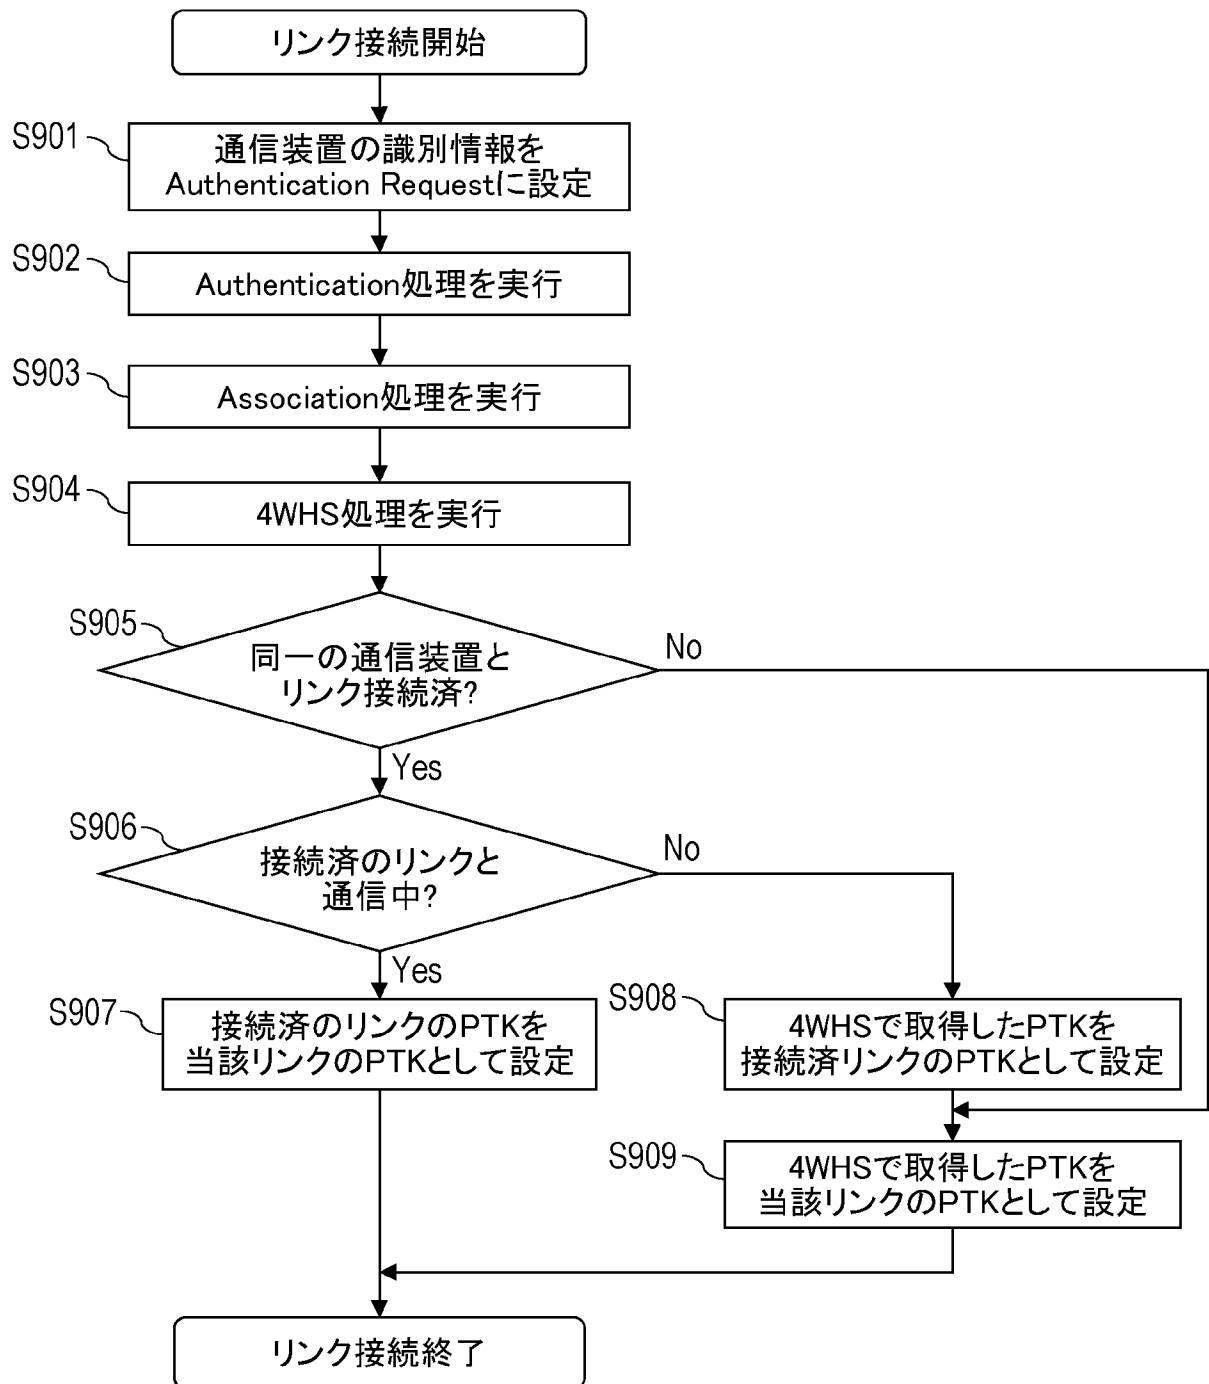 リンク接続開始
S901
通信装置の識別情報を
Authentication Requestに設定
S902
Authentication処理を実行
S903
Association処理を実行
S904
4WHS処理を実行
S905
同一の通信装置と
リンク接続済?
No
Yes
S906
接続済のリンクと
通信中?
No
Yes
S907
接続済のリンクのPTKを
当該リンクのPTKとして設定
S908
4WHSで取得したPTKを
接続済リンクのPTKとして設定
S909
4WHSで取得したPTKを
当該リンクのPTKとして設定
リンク接続終了